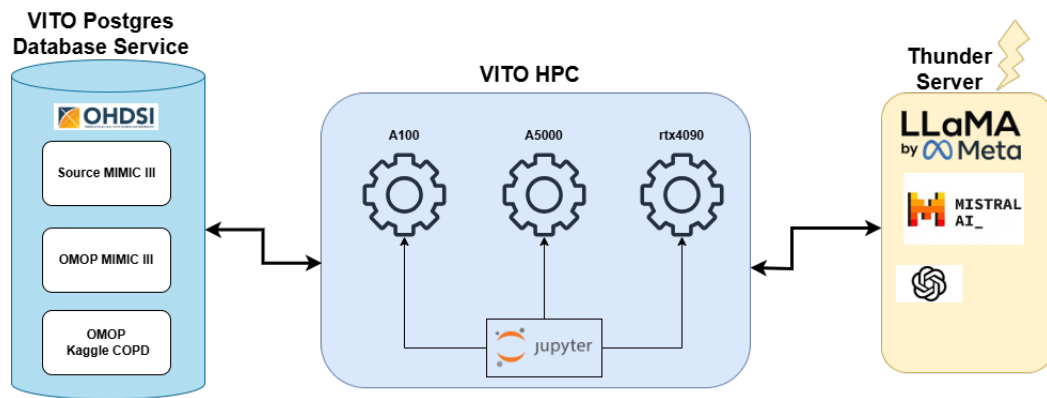 VITO Postgres
Database Service
OHDSI
Source MIMIC III
OMOP MIMIC III
OMOP
Kaggle COPD
VITO HPC
A100
A5000
rtx4090
jupyter
Thunder
Server
LLaMA
by Meta
MISTRAL
AI_